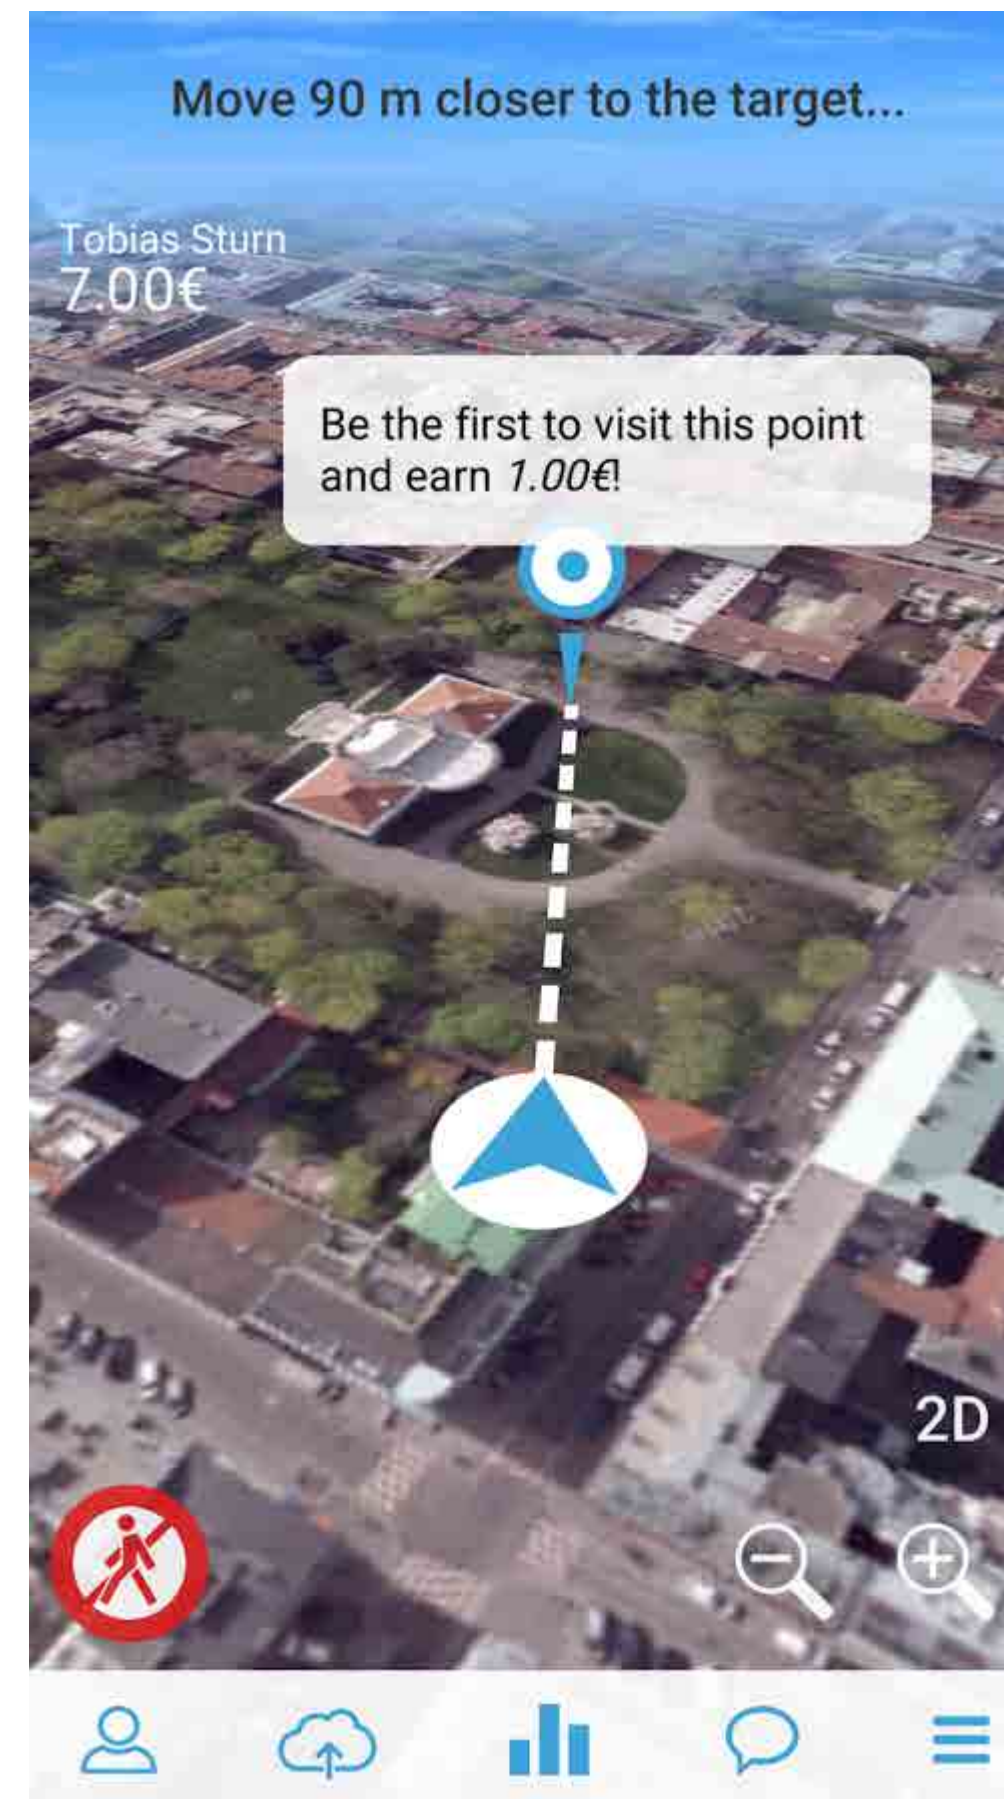 Move 90 m closer to the target...
Tobias Sturn
7.00€
Be the first to visit this point
and earn 1.00€!
2D